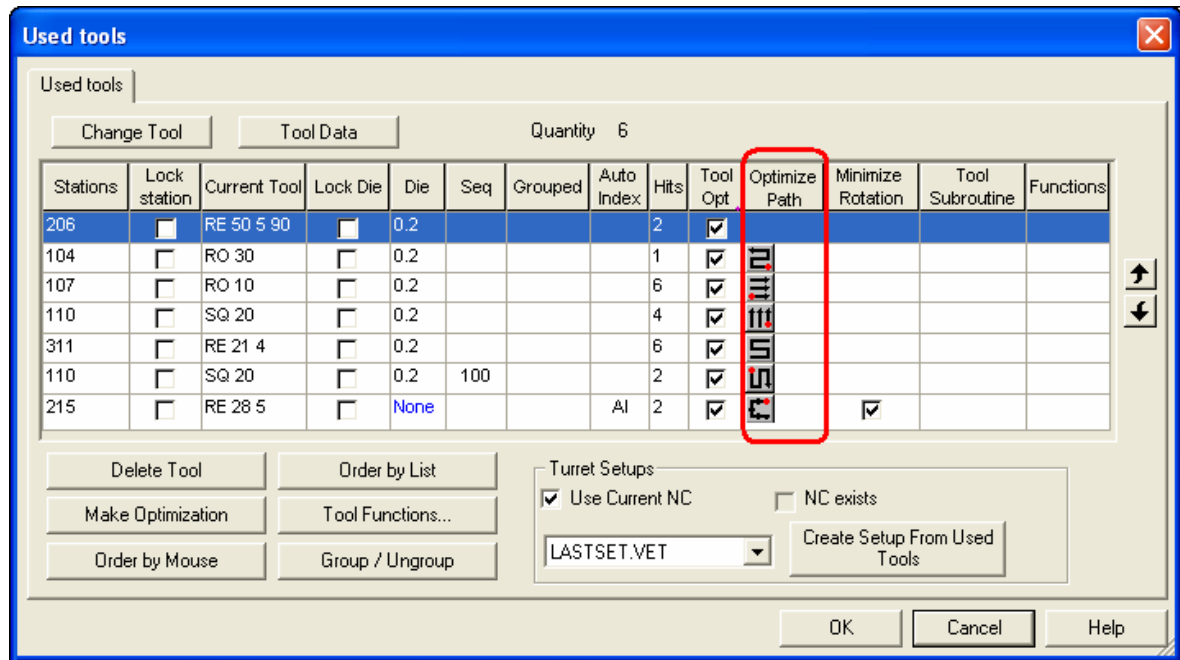 Used tools
Used tools
Change Tool Tool Data Quantity 6
Stations Lock station Current Tool Lock Die Die Seq Grouped Auto Index Hits Tool Opt Optimize Path Minimize Rotation Tool Subroutine Functions
206 RE 50 5 90 0.2 2
104 RO 30 0.2 1
107 RO 10 0.2 6
110 SQ 20 0.2 4
311 RE 21 4 0.2 6
110 SQ 20 0.2 100 2
215 RE 28 5 None AI 2
Delete Tool Order by List Turret Setups
Use Current NC NC exists
Make Optimization Tool Functions...
LASTSET.VET Create Setup From Used Tools
Order by Mouse Group / Ungroup
OK Cancel Help